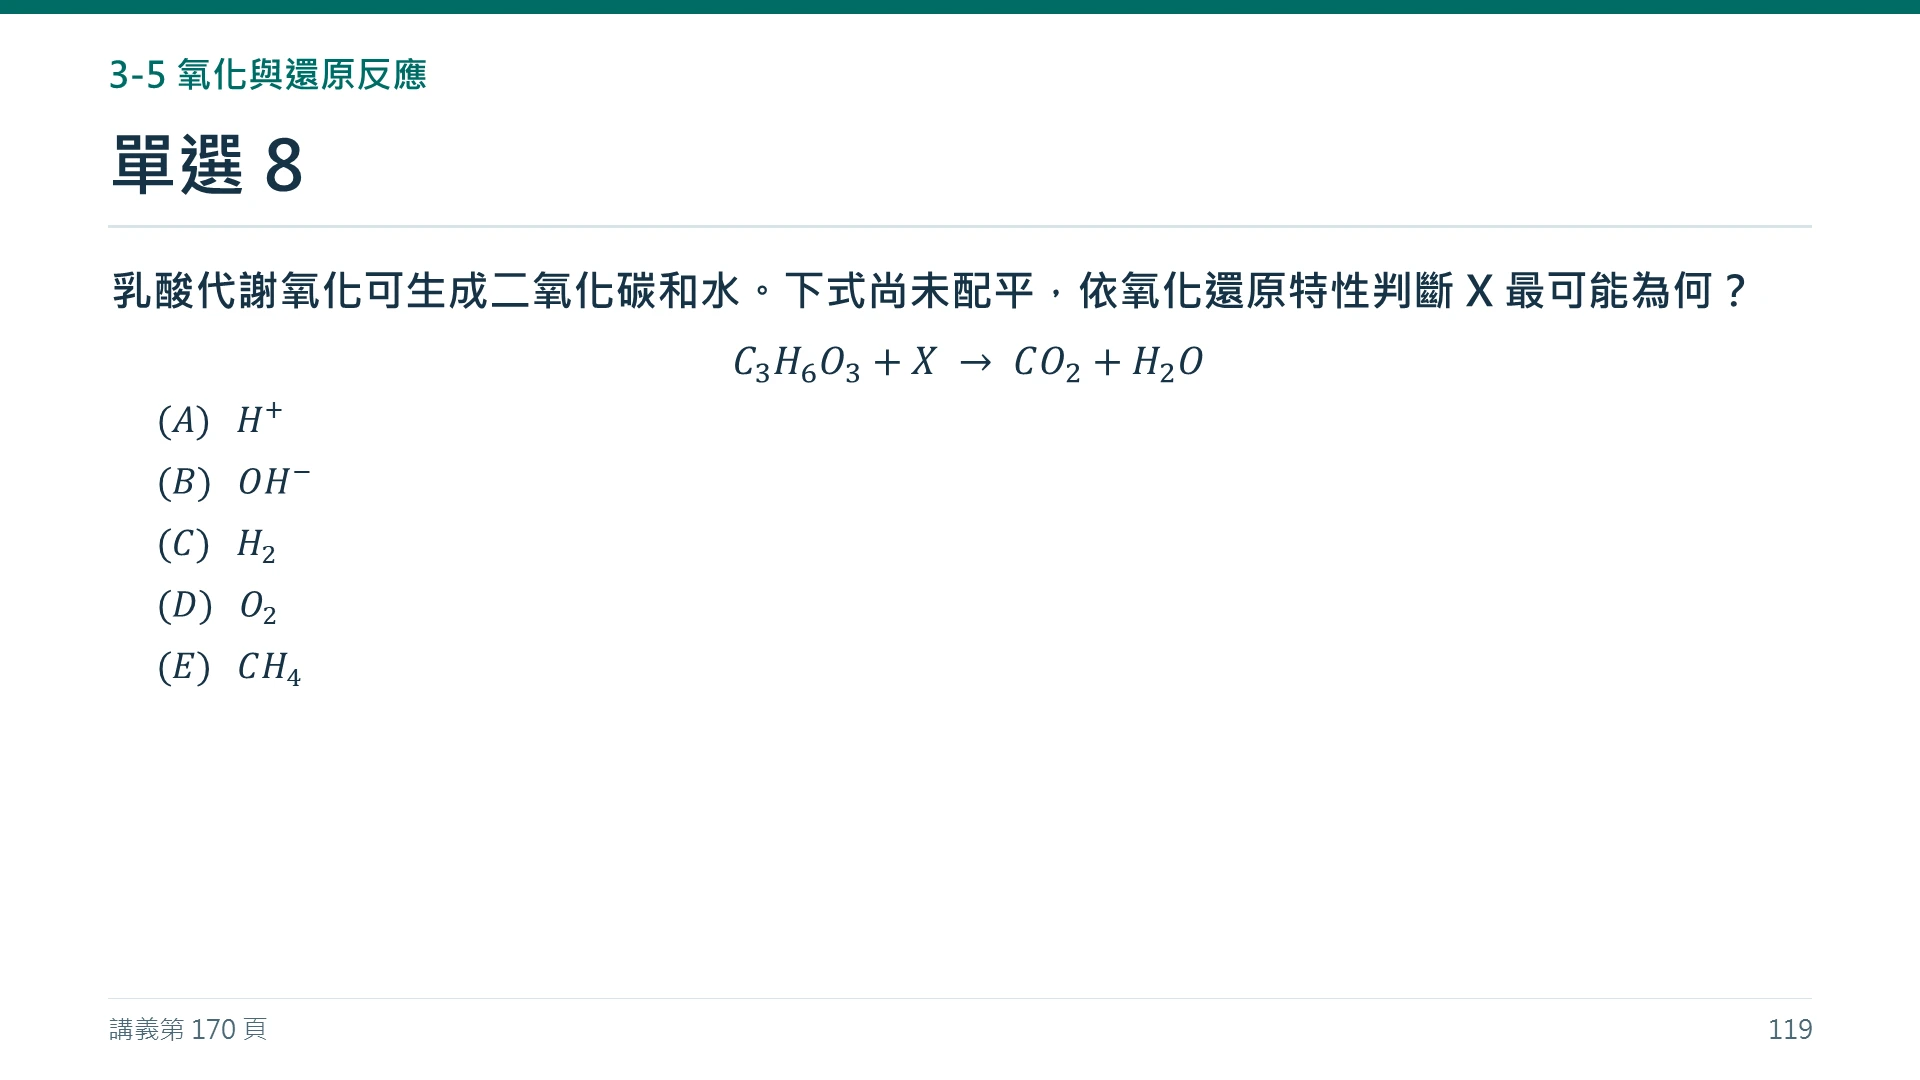 3-5 氧化與還原反應
單選 8
乳酸代謝氧化可生成二氧化碳和水。下式尚未配平，依氧化還原特性判斷 X 最可能為何？
C₃H₆O₃ + X → CO₂ + H₂O
(A) H⁺
(B) OH⁻
(C) H₂
(D) O₂
(E) CH₄
講義第 170 頁
119